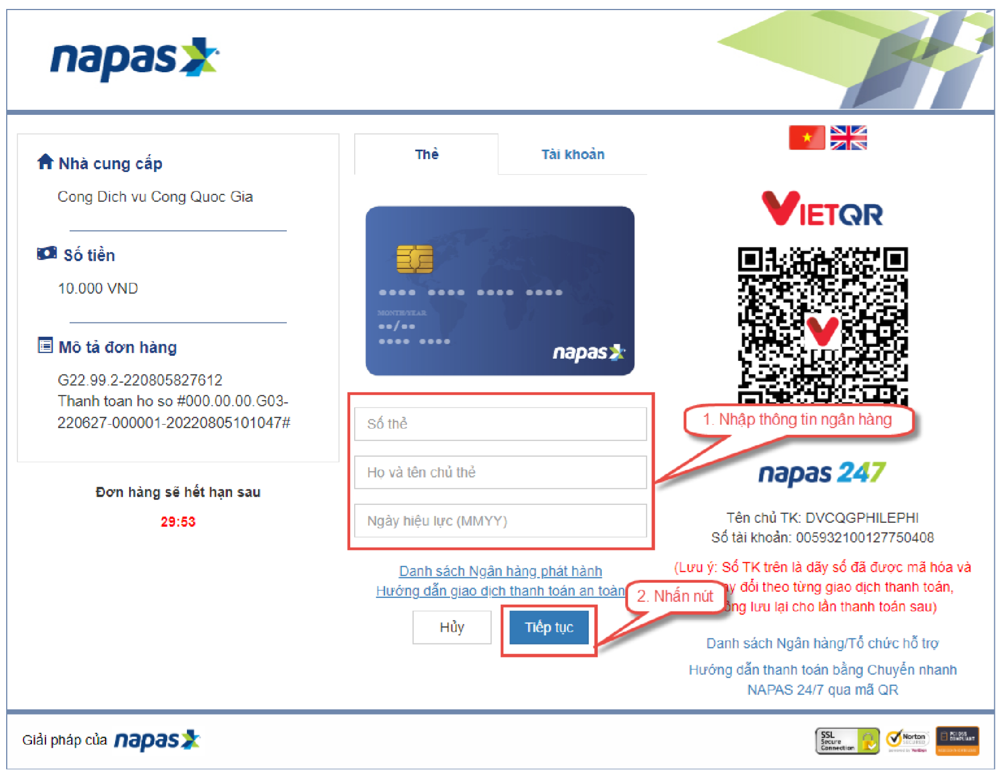 napas
Nhà cung cấp
Cong Dich vu Cong Quoc Gia
Số tiền
10.000 VND
Mô tả đơn hàng
G22.99.2-220805827612
Thanh toan ho so #000.00.00.G03-
220627-000001-20220805101047#
Đơn hàng sẽ hết hạn sau
29:53
Thẻ
Tài khoản
MONTH/YEAR
napas
Số thẻ
Họ và tên chủ thẻ
Ngày hiệu lực (MMYY)
Danh sách Ngân hàng phát hành
Hướng dẫn giao dịch thanh toán an toàn
Hủy
Tiếp tục
2. Nhấn nút
VIETQR
1. Nhập thông tin ngân hàng
napas 247
Tên chủ TK: DVCQGPHILEPHI
Số tài khoản: 005932100127750408
(Lưu ý: Số TK trên là dãy số đã được mã hóa và
đổi theo từng giao dịch thanh toán,
lưu lại cho lần thanh toán sau)
Danh sách Ngân hàng/Tổ chức hỗ trợ
Hướng dẫn thanh toán bằng Chuyển nhanh
NAPAS 24/7 qua mã QR
Giải pháp của napas
SSL
Secure
Connection
Norton
SECURED
PCI DSS
COMPLIANT